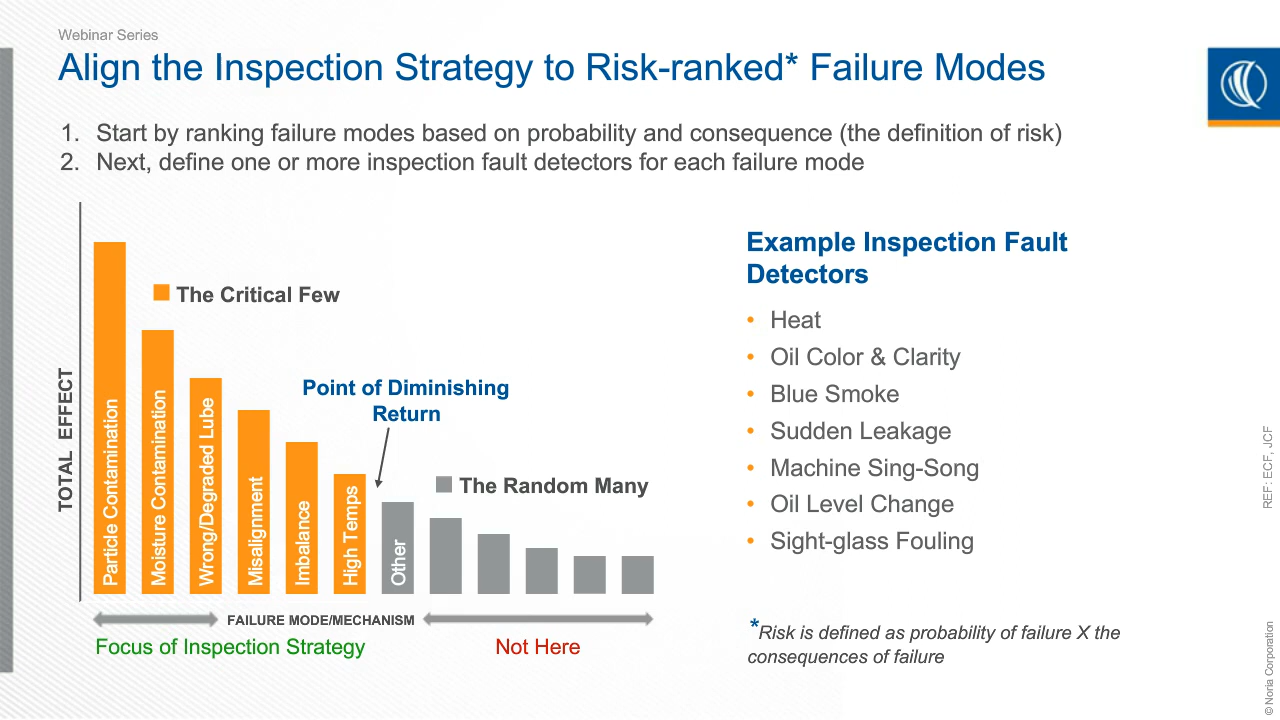 Webinar Series
Align the Inspection Strategy to Risk-ranked* Failure Modes
1. Start by ranking failure modes based on probability and consequence (the definition of risk)
2. Next, define one or more inspection fault detectors for each failure mode
TOTAL EFFECT
The Critical Few
Point of Diminishing
Return
The Random Many
Particle Contamination
Moisture Contamination
Wrong/Degraded Lube
Misalignment
Imbalance
High Temps
Other
FAILURE MODE/MECHANISM
Focus of Inspection Strategy
Not Here
Example Inspection Fault
Detectors
• Heat
• Oil Color & Clarity
• Blue Smoke
• Sudden Leakage
• Machine Sing-Song
• Oil Level Change
• Sight-glass Fouling
*Risk is defined as probability of failure X the
consequences of failure
REF: ECF, JCF
© Noria Corporation